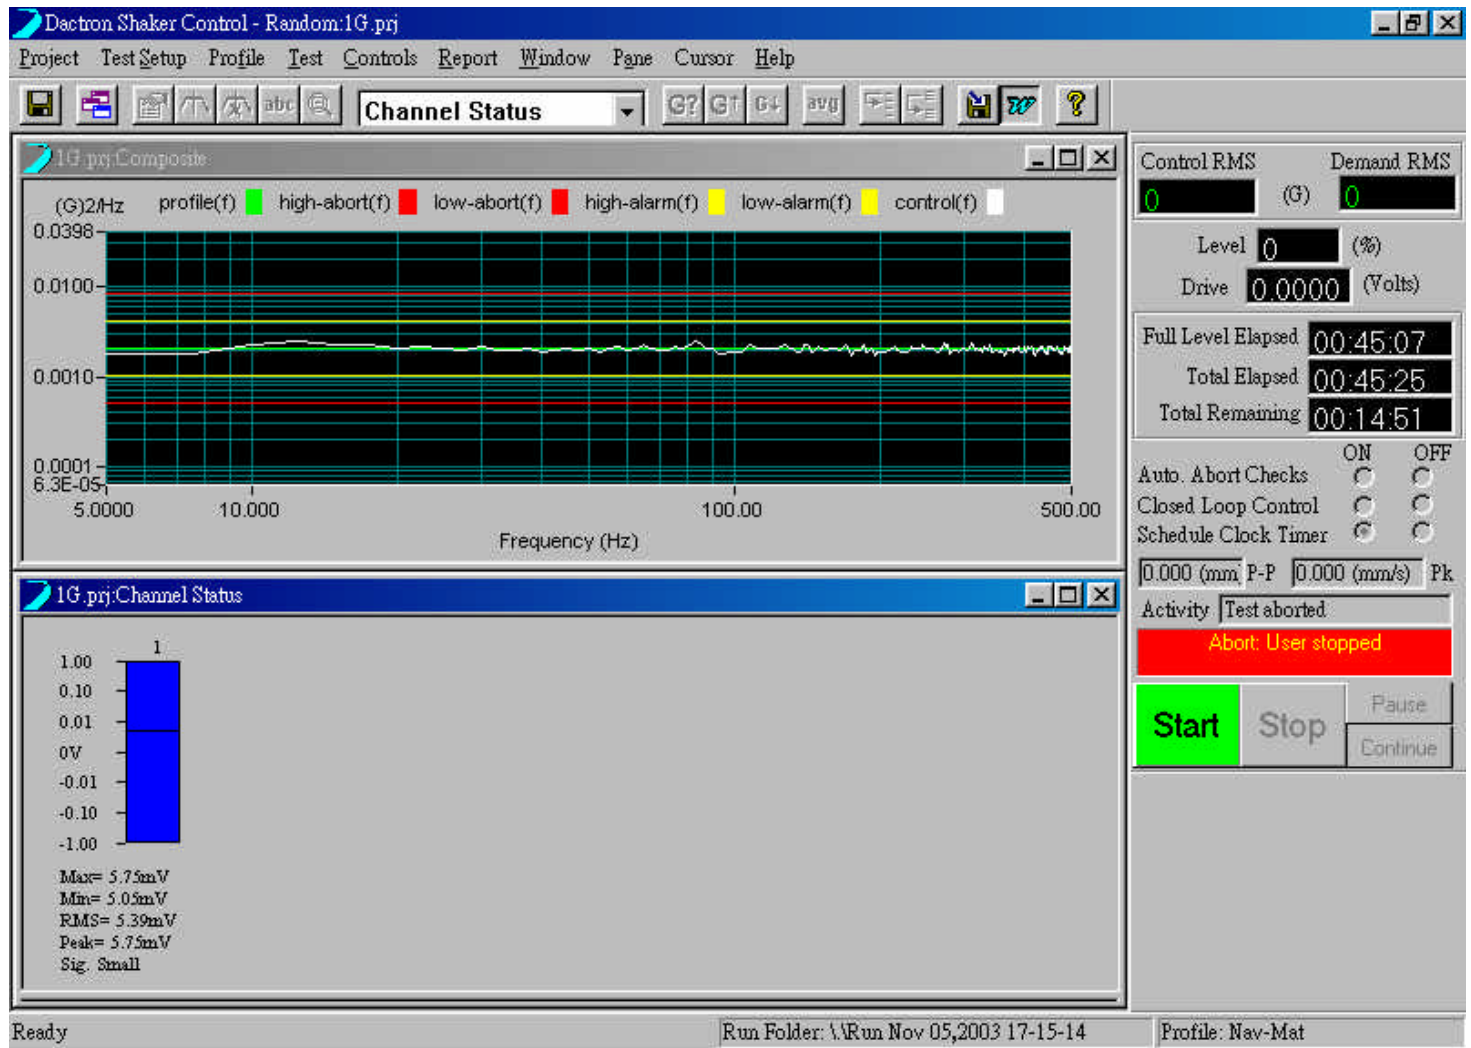 Dactron Shaker Control - Random:1G.prj
Project Test Setup Profile Test Controls Report Window Pane Cursor Help
abc Channel Status G? G↑ G↓ avg ?
1G.prj:Composite
(G)2/Hz profile(f) high-abort(f) low-abort(f) high-alarm(f) low-alarm(f) control(f)
0.0398
0.0100
0.0010
0.0001
6.3E-05
5.0000 10.000 100.00 500.00
Frequency (Hz)
1G.prj:Channel Status
1
1.00
0.10
0.01
0V
-0.01
-0.10
-1.00
Max= 5.75mV
Min= 5.05mV
RMS= 5.39mV
Peak= 5.75mV
Sig. Small
Control RMS Demand RMS
0 (G) 0
Level 0 (%)
Drive 0.0000 (Volts)
Full Level Elapsed 00:45:07
Total Elapsed 00:45:25
Total Remaining 00:14:51
ON OFF
Auto. Abort Checks
Closed Loop Control
Schedule Clock Timer
0.000 (mm P-P 0.000 (mm/s) Pk
Activity Test aborted
Abort: User stopped
Start Stop Pause
Continue
Ready Run Folder: \.\Run Nov 05,2003 17-15-14 Profile: Nav-Mat